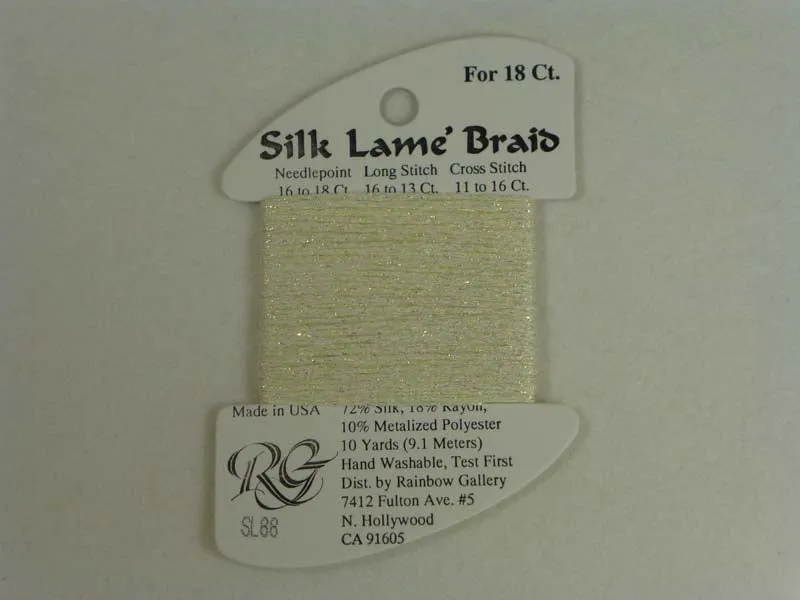 For 18 Ct.
Silk Lame' Braid
Needlepoint Long Stitch Cross Stitch
16 to 18 Ct. 16 to 13 Ct. 11 to 16 Ct.
Made in USA 72% Silk, 18% Rayon,
10% Metalized Polyester
10 Yards (9.1 Meters)
Hand Washable, Test First
Dist. by Rainbow Gallery
7412 Fulton Ave. #5
N. Hollywood
CA 91605
RG
SL88